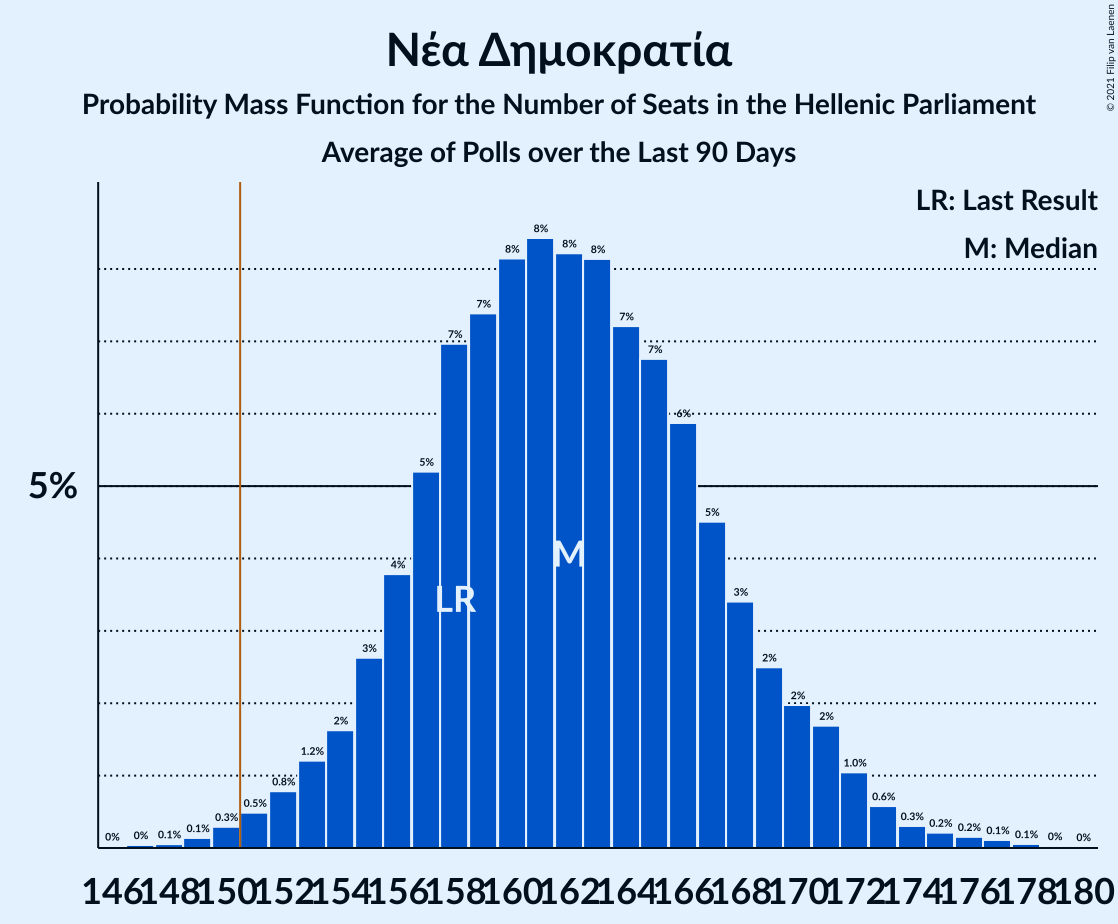 Νέα Δημοκρατία
Probability Mass Function for the Number of Seats in the Hellenic Parliament
Average of Polls over the Last 90 Days
© 2021 Filip van Laenen
LR: Last Result
M: Median
5%
0% 0% 0.1% 0.1% 0.3% 0.5% 0.8% 1.2% 2% 3% 4% 5% 7% 7% 8% 8% 8% 8% 7% 7% 6% 5% 3% 2% 2% 2% 1.0% 0.6% 0.3% 0.2% 0.2% 0.1% 0.1% 0% 0%
M
LR
146 148 150 152 154 156 158 160 162 164 166 168 170 172 174 176 178 180